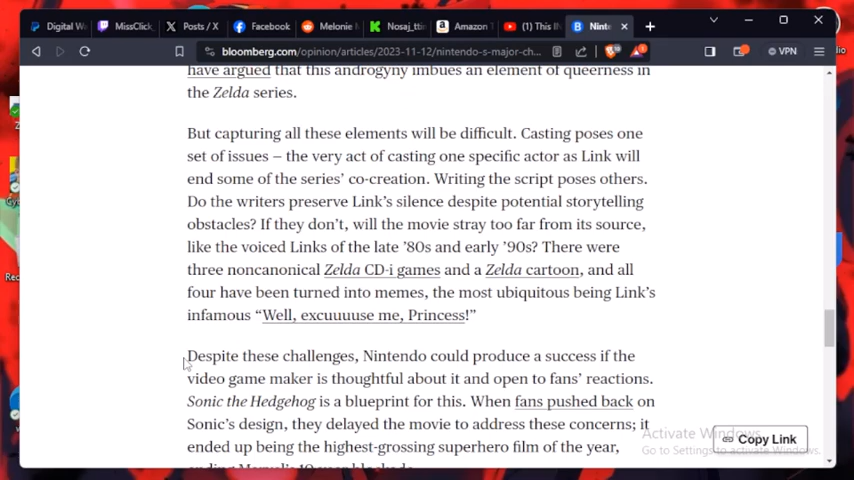 Digital W
MissClick
Posts / X
Facebook
Melonie M
Nosaj_ttin
Amazon T
This I
Nint
bloomberg.com/opinion/articles/2023-11-12/nintendo-s-major-ch...
VPN
have argued that this androgyny imbues an element of queerness in
the Zelda series.
But capturing all these elements will be difficult. Casting poses one
set of issues – the very act of casting one specific actor as Link will
end some of the series' co-creation. Writing the script poses others.
Do the writers preserve Link's silence despite potential storytelling
obstacles? If they don't, will the movie stray too far from its source,
like the voiced Links of the late '80s and early '90s? There were
three noncanonical Zelda CD-i games and a Zelda cartoon, and all
four have been turned into memes, the most ubiquitous being Link's
infamous “Well, excuuuuse me, Princess!”
Despite these challenges, Nintendo could produce a success if the
video game maker is thoughtful about it and open to fans' reactions.
Sonic the Hedgehog is a blueprint for this. When fans pushed back on
Sonic's design, they delayed the movie to address these concerns; it
ended up being the highest-grossing superhero film of the year,
Activate Windows
Go to Settings to activate Windows.
Copy Link